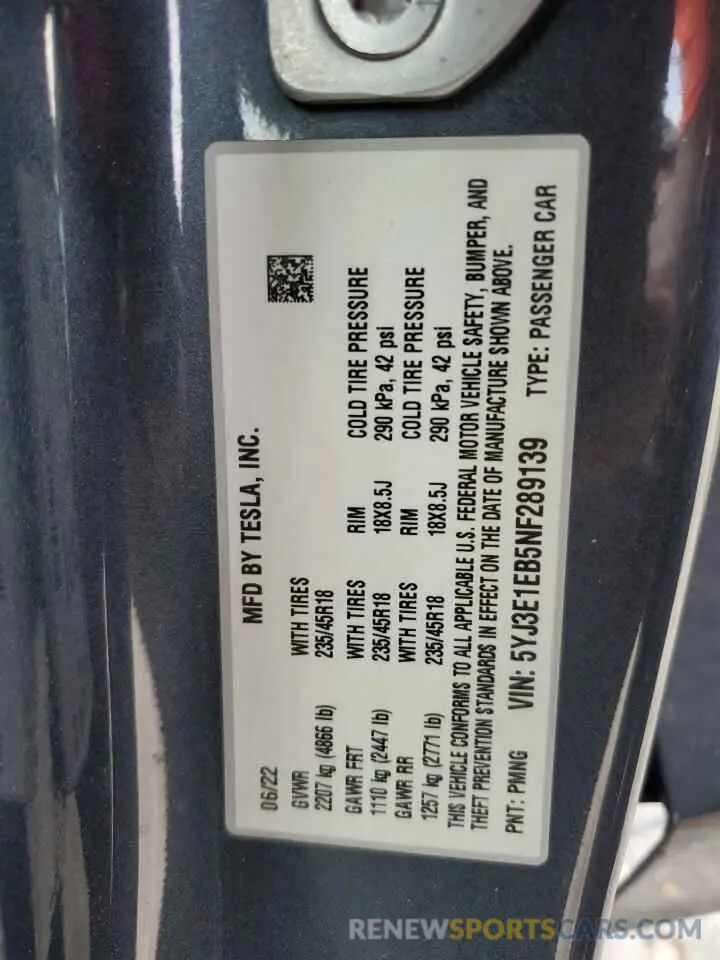 MFD BY TESLA, INC.
06/22
GVWR WITH TIRES
2207 kg (4866 lb) 235/45R18
GAWR FRT WITH TIRES RIM COLD TIRE PRESSURE
1110 kg (2447 lb) 235/45R18 18X8.5J 290 kPa, 42 psi
GAWR RR WITH TIRES RIM COLD TIRE PRESSURE
1257 kg (2771 lb) 235/45R18 18X8.5J 290 kPa, 42 psi
THIS VEHICLE CONFORMS TO ALL APPLICABLE U.S. FEDERAL MOTOR VEHICLE SAFETY, BUMPER, AND
THEFT PREVENTION STANDARDS IN EFFECT ON THE DATE OF MANUFACTURE SHOWN ABOVE.
PNT: PMNG VIN: 5YJ3E1EB5NF289139 TYPE: PASSENGER CAR
RENEWSPORTSCARS.COM